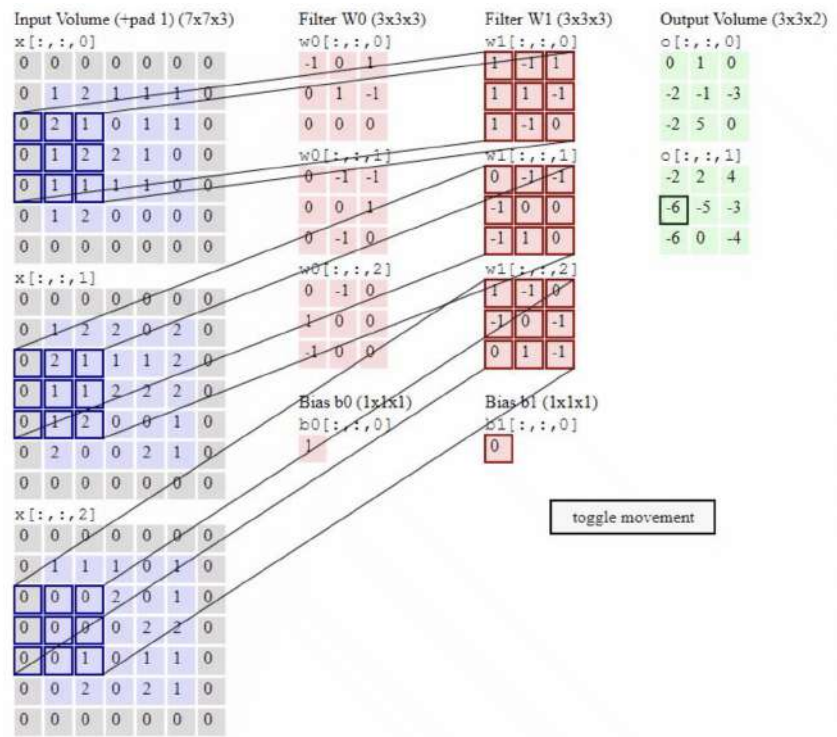 Input Volume (+pad 1) (7x7x3)
x[:,:,0]
0 0 0 0 0 0 0
0 1 2 1 1 1 0
0 2 1 0 1 1 0
0 1 2 2 1 0 0
0 1 1 1 1 0 0
0 1 2 0 0 0 0
0 0 0 0 0 0 0
x[:,:,1]
0 0 0 0 0 0 0
0 1 2 2 0 2 0
0 2 1 1 1 2 0
0 1 1 2 2 2 0
0 1 2 0 0 1 0
0 2 0 0 2 1 0
0 0 0 0 0 0 0
x[:,:,2]
0 0 0 0 0 0 0
0 1 1 1 0 1 0
0 0 0 2 0 1 0
0 0 0 0 2 2 0
0 0 1 0 1 1 0
0 0 2 0 2 1 0
0 0 0 0 0 0 0
Filter W0 (3x3x3)
w0[:,:,0]
-1 0 1
0 1 -1
0 0 0
w0[:,:,1]
0 -1 -1
0 0 1
0 -1 0
w0[:,:,2]
0 -1 0
1 0 0
-1 0 0
Bias b0 (1x1x1)
b0[:,:,0]
1
Filter W1 (3x3x3)
w1[:,:,0]
1 -1 1
1 1 -1
1 -1 0
w1[:,:,1]
0 -1 -1
-1 0 0
-1 1 0
w1[:,:,2]
1 -1 0
-1 0 -1
0 1 -1
Bias b1 (1x1x1)
b1[:,:,0]
0
Output Volume (3x3x2)
o[:,:,0]
0 1 0
-2 -1 -3
-2 5 0
o[:,:,1]
-2 2 4
-6 -5 -3
-6 0 -4
toggle movement